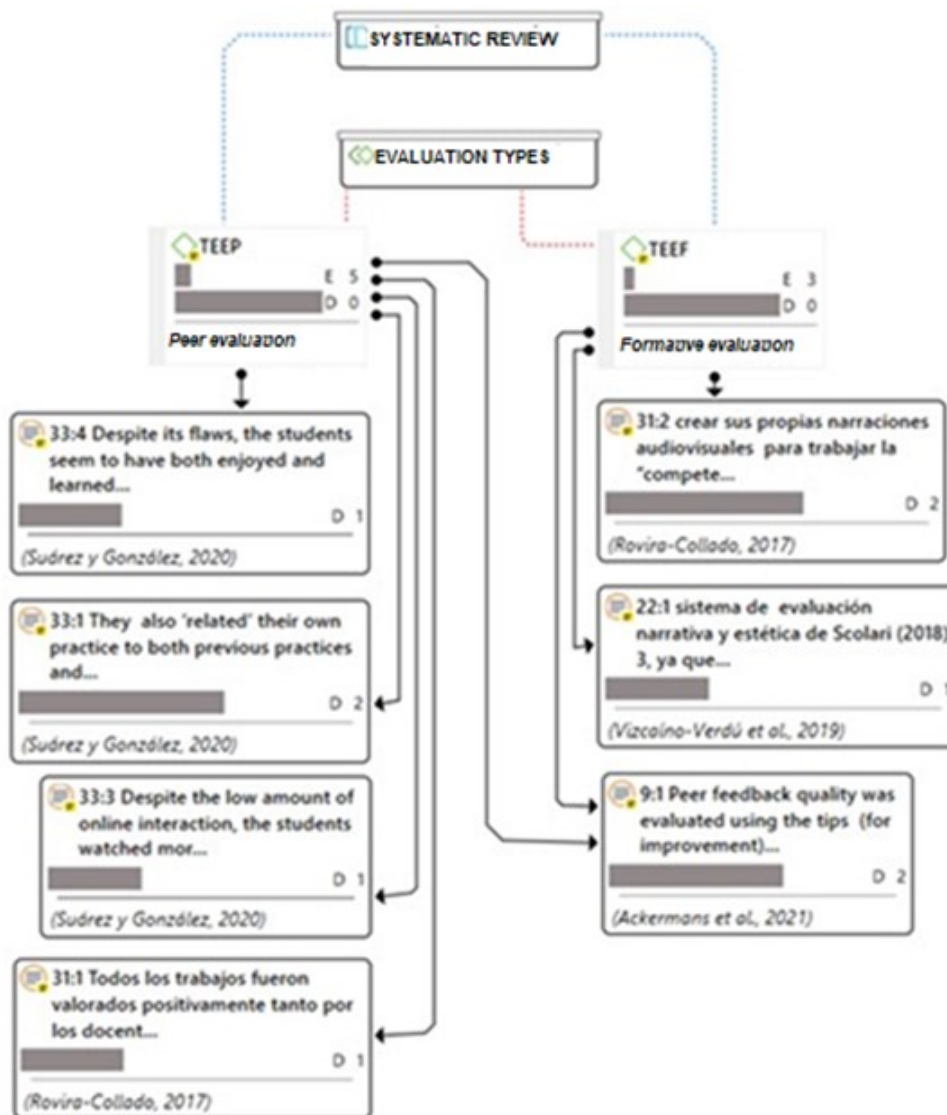 SYSTEMATIC REVIEW
EVALUATION TYPES
TEEP
E 5
D 0
Peer evaluation
TEEF
E 3
D 0
Formative evaluation
33:4 Despite its flaws, the students
seem to have both enjoyed and
learned...
D 1
(Suárez y González, 2020)
33:1 They also 'related' their own
practice to both previous practices
and...
D 2
(Suárez y González, 2020)
33:3 Despite the low amount of
online interaction, the students
watched mor...
D 1
(Suárez y González, 2020)
31:1 Todos los trabajos fueron
valorados positivamente tanto por
los docent...
D 1
(Rovira-Collado, 2017)
31:2 crear sus propias narraciones
audiovisuales para trabajar la
"compete...
D 2
(Rovira-Collado, 2017)
22:1 sistema de evaluación
narrativa y estética de Scolari (2018)
3, ya que...
D 1
(Vizcaíno-Verdú et al., 2019)
9:1 Peer feedback quality was
evaluated using the tips (for
improvement)...
D 2
(Ackermans et al., 2021)